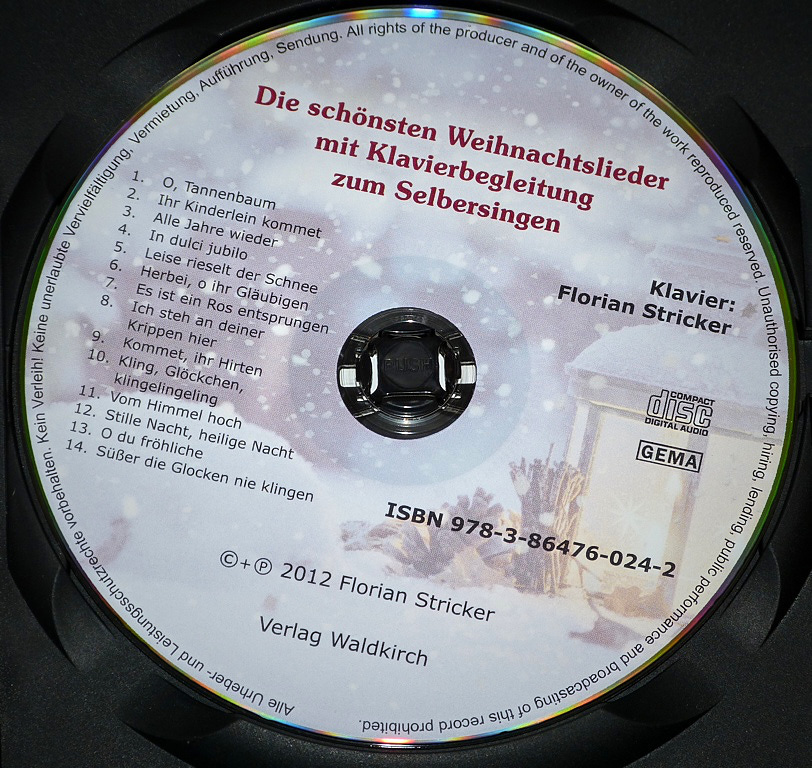 Alle Urheber- und Leistungsschutzrechte vorbehalten. Kein Verleih! Keine unerlaubte Vervielfältigung, Vermietung, Aufführung, Sendung. All rights of the producer and of the owner of the work reproduced reserved. Unauthorised copying, hiring, lending, public performance and broadcasting of this record prohibited.
Die schönsten Weihnachtslieder
mit Klavierbegleitung
zum Selbersingen
1. O, Tannenbaum
2. Ihr Kinderlein kommet
3. Alle Jahre wieder
4. In dulci jubilo
5. Leise rieselt der Schnee
6. Herbei, o ihr Gläubigen
7. Es ist ein Ros entsprungen
8. Ich steh an deiner
Krippen hier
9. Kommet, ihr Hirten
10. Kling, Glöckchen,
klingelingeling
11. Vom Himmel hoch
12. Stille Nacht, heilige Nacht
13. O du fröhliche
14. Süßer die Glocken nie klingen
Klavier:
Florian Stricker
COMPACT
disc
DIGITAL AUDIO
GEMA
PUSH
ISBN 978-3-86476-024-2
©+℗ 2012 Florian Stricker
Verlag Waldkirch